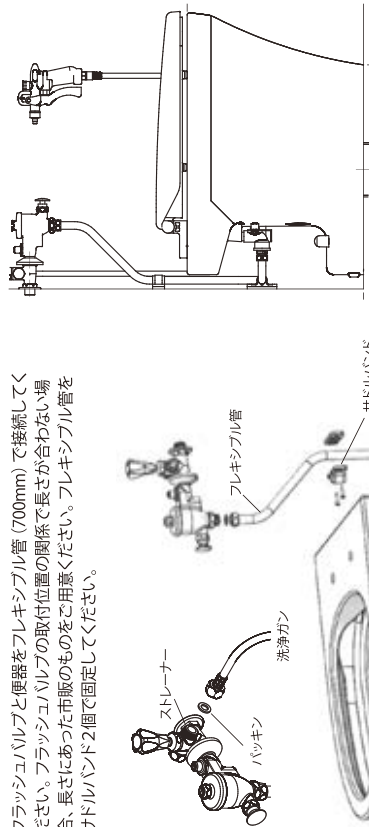 フラッシュバルブと便器をフレキシブル管（700mm）で接続してく
ださい。フラッシュバルブの取付位置の関係で長さが合わない場
合、長さにあった市販のものをご用意ください。フレキシブル管を
サドルバンド2個で固定してください。
ストレーナー
パッキン
洗浄ガン
フレキシブル管
サドルバンド